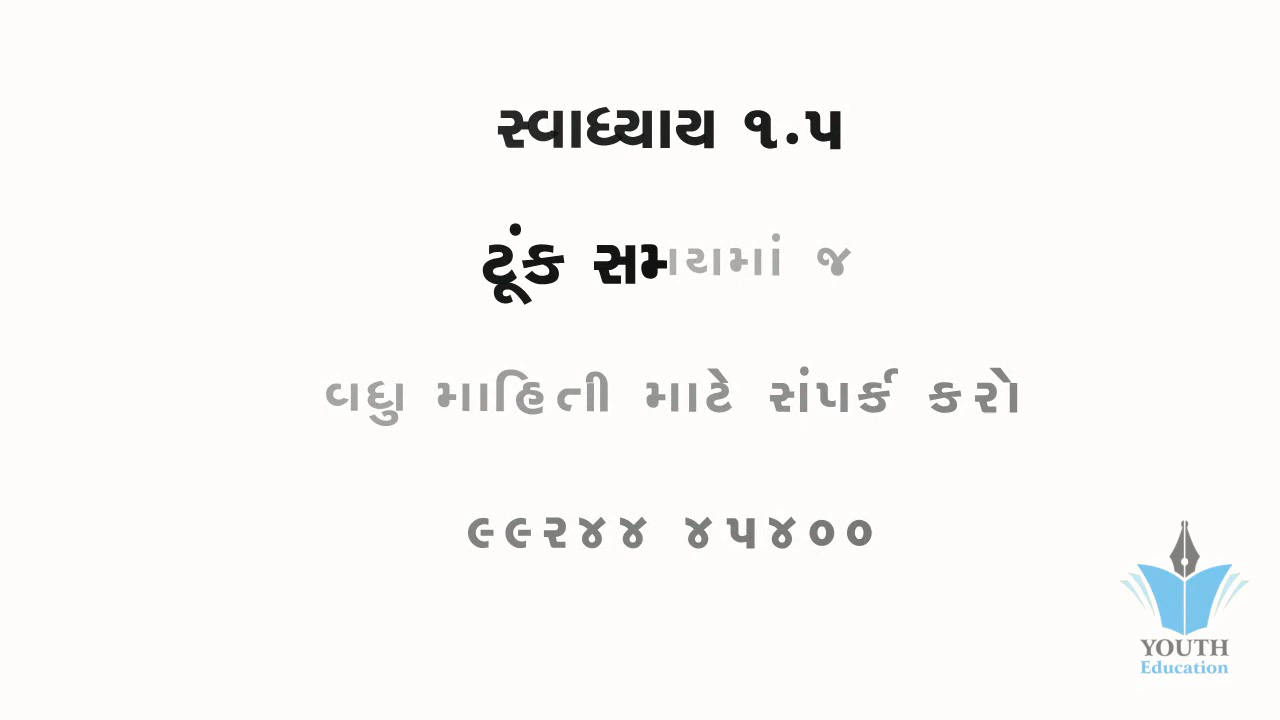 સ્વાધ્યાય ૧.૫
ટૂંક સમયમાં જ
વધુ માહિતી માટે સંપર્ક કરો
૯૯૨૪૪ ૪૫૪૦૦
YOUTH
Education